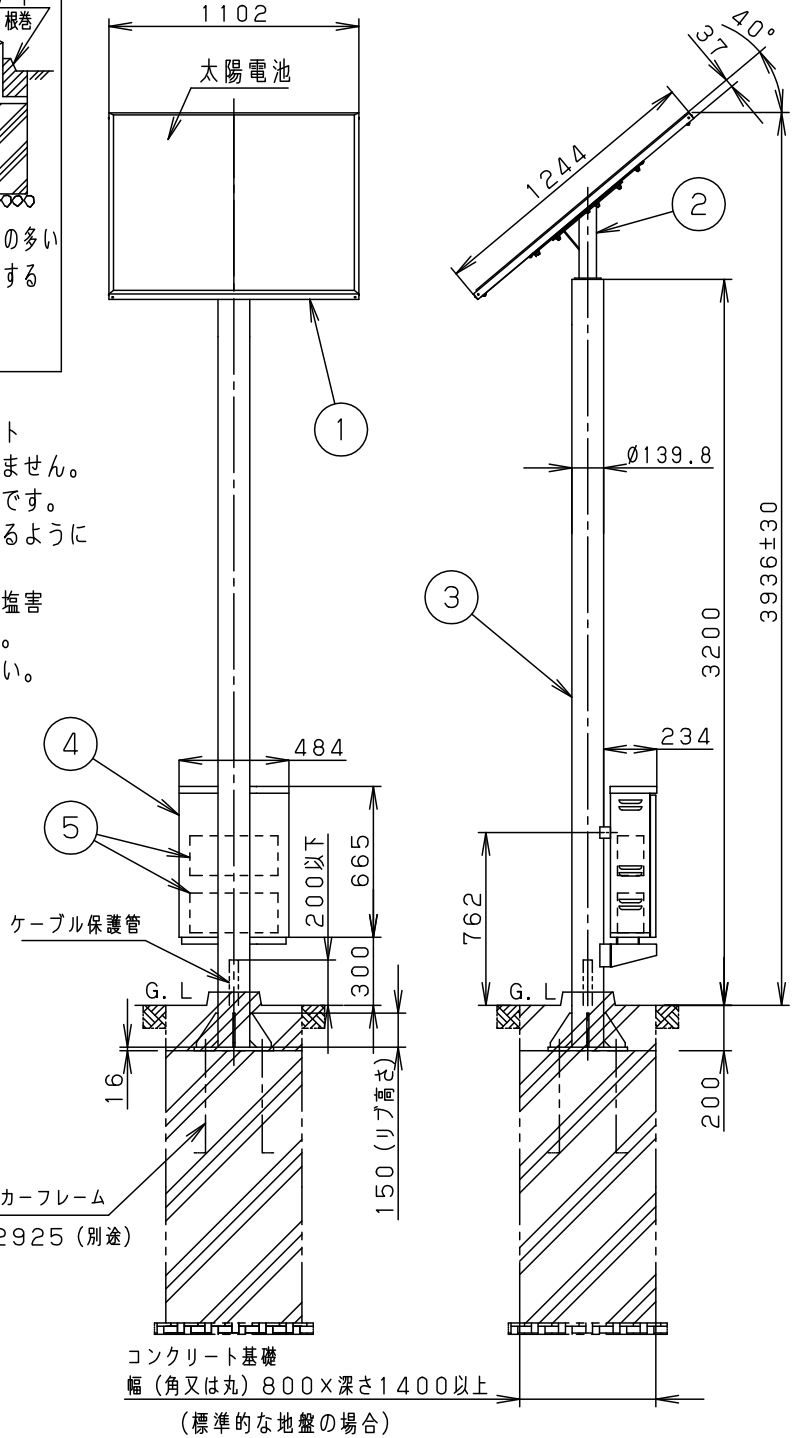 根巻
の多い
する
ト
ません。
です。
るように
塩害
。
い。
1102
太陽電池
1
4
5
484
665
200以下
300
ケーブル保護管
G.L
16
150(リブ高さ)
カーフレーム
2925(別途)
コンクリート基礎
幅(角又は丸)800×深さ1400以上
(標準的な地盤の場合)
40°
37
1244
2
Ø139.8
3
3936±30
3200
234
762
G.L
200